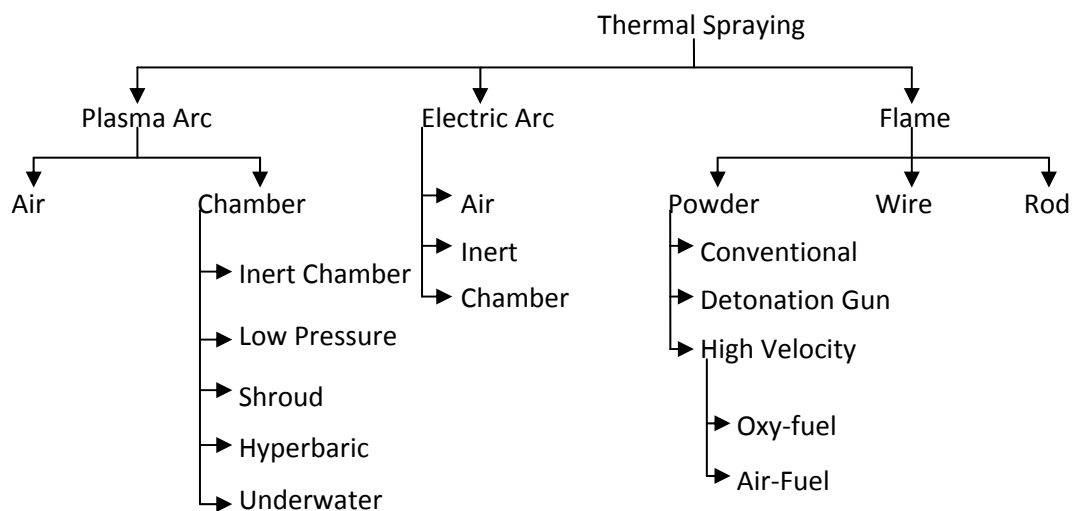 Thermal Spraying
Plasma Arc
Electric Arc
Flame
Air
Chamber
Inert Chamber
Low Pressure
Shroud
Hyperbaric
Underwater
Air
Inert
Chamber
Powder
Wire
Rod
Conventional
Detonation Gun
High Velocity
Oxy-fuel
Air-Fuel